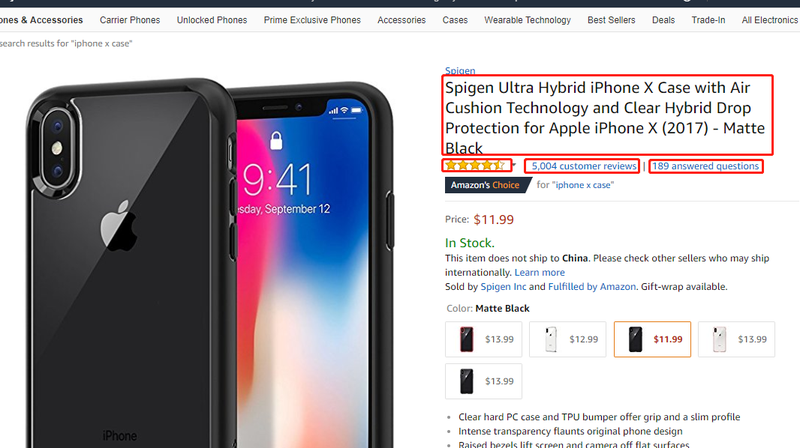 ones & Accessories Carrier Phones Unlocked Phones Prime Exclusive Phones Accessories Cases Wearable Technology Best Sellers Deals Trade-In All Electronics
search results for "iphone x case"
Spigen
Spigen Ultra Hybrid iPhone X Case with Air
Cushion Technology and Clear Hybrid Drop
Protection for Apple iPhone X (2017) - Matte
Black
5,004 customer reviews | 189 answered questions
Amazon's Choice for "iphone x case"
9:41
sday, September 12
Price: $11.99
In Stock.
This item does not ship to China. Please check other sellers who may ship
internationally. Learn more
Sold by Spigen Inc and Fulfilled by Amazon. Gift-wrap available.
Color: Matte Black
$13.99 $12.99 $11.99 $13.99
$13.99
iPhone
• Clear hard PC case and TPU bumper offer grip and a slim profile
• Intense transparency flaunts original phone design
• Raised bezels lift screen and camera off flat surfaces